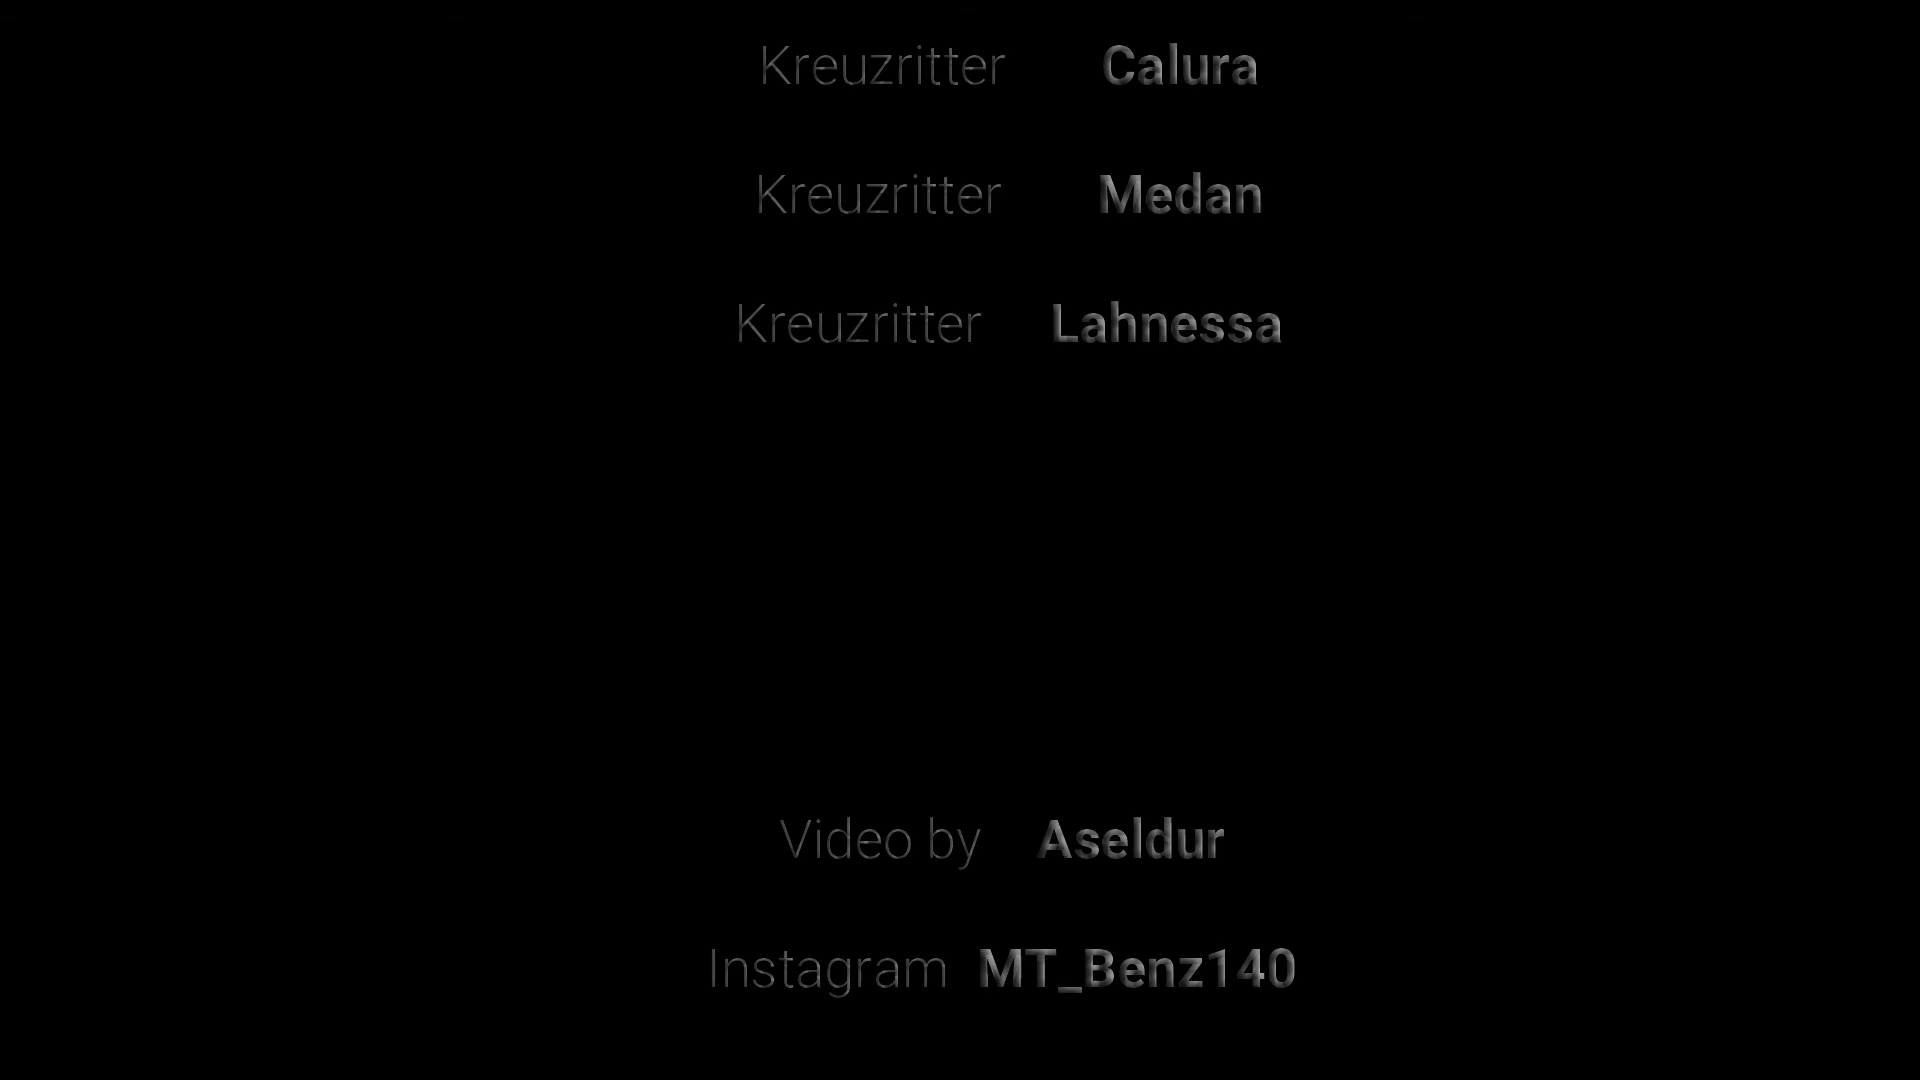 Kreuzritter Calura
Kreuzritter Medan
Kreuzritter Lahnessa
Video by Aseldur
Instagram MT_Benz140